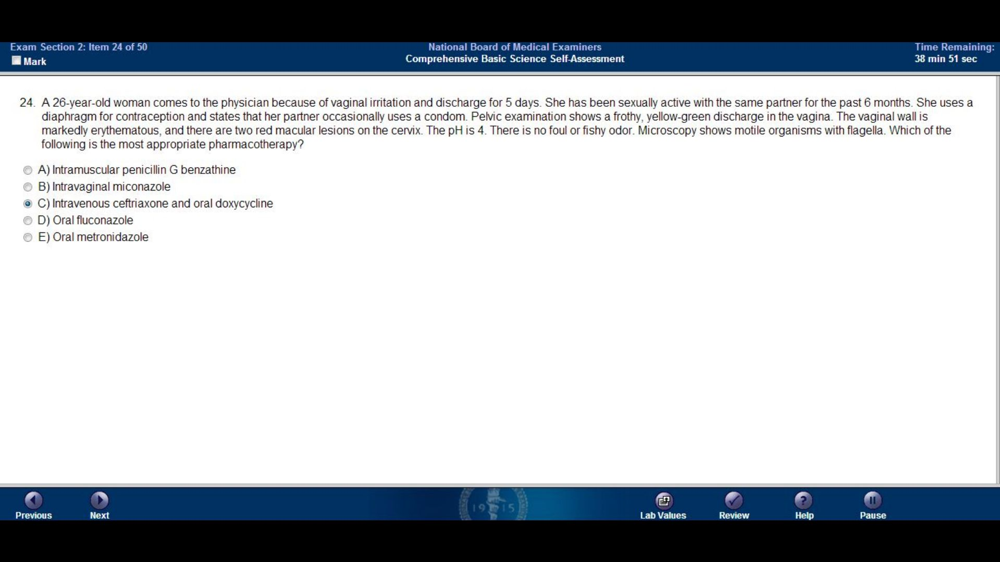 Exam Section 2: Item 24 of 50
Mark
National Board of Medical Examiners
Comprehensive Basic Science Self-Assessment
Time Remaining:
38 min 51 sec
24. A 26-year-old woman comes to the physician because of vaginal irritation and discharge for 5 days. She has been sexually active with the same partner for the past 6 months. She uses a
diaphragm for contraception and states that her partner occasionally uses a condom. Pelvic examination shows a frothy, yellow-green discharge in the vagina. The vaginal wall is
markedly erythematous, and there are two red macular lesions on the cervix. The pH is 4. There is no foul or fishy odor. Microscopy shows motile organisms with flagella. Which of the
following is the most appropriate pharmacotherapy?
A) Intramuscular penicillin G benzathine
B) Intravaginal miconazole
C) Intravenous ceftriaxone and oral doxycycline
D) Oral fluconazole
E) Oral metronidazole
1915
Previous
Next
Lab Values
Review
Help
Pause